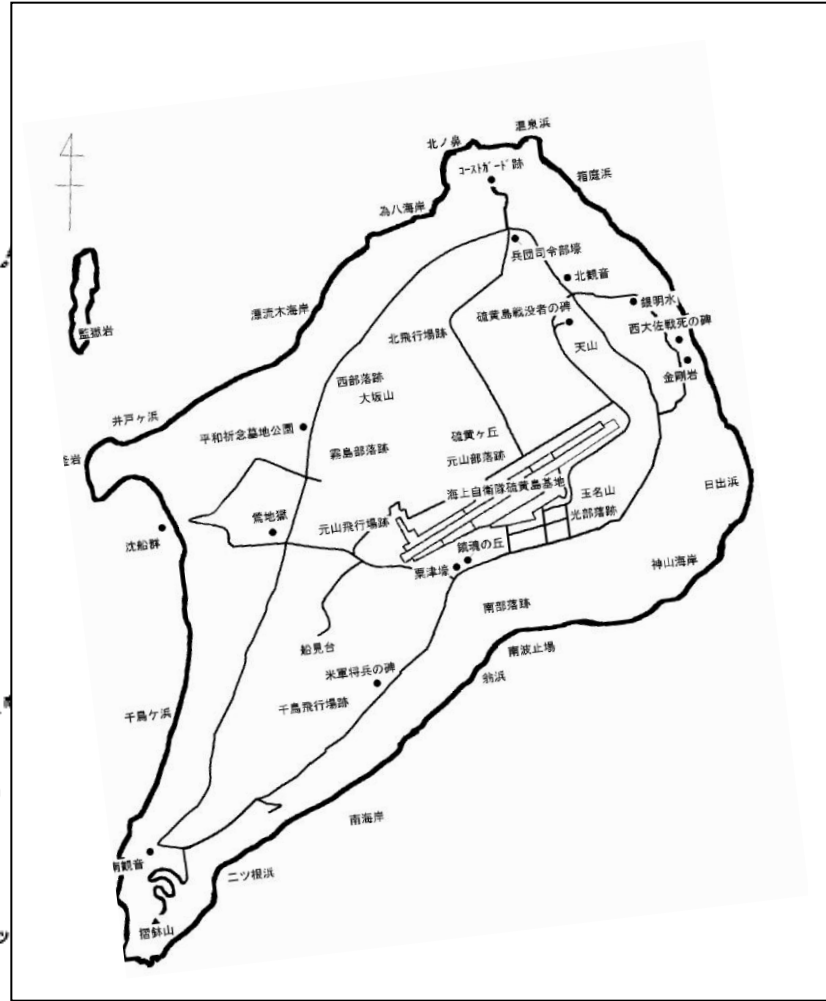 温泉浜
北ノ鼻
コーストガード跡
箱庭浜
為八海岸
兵団司令部壕
北観音
漂流木海岸
硫黄島戦没者の碑
銀明水
監獄岩
北飛行場跡
西大佐戦死の碑
天山
金剛岩
西部落跡
大坂山
井戸ヶ浜
平和祈念墓地公園
硫黄ヶ丘
霧島部落跡
元山部落跡
釜岩
海上自衛隊硫黄島基地
日出浜
玉名山
元山飛行場跡
光部落跡
鶯地獄
沈船群
鎮魂の丘
粟津壕
神山海岸
南部落跡
船見台
南波止場
米軍将兵の碑
翁浜
千鳥ケ浜
千鳥飛行場跡
南海岸
南観音
二ツ根浜
摺鉢山